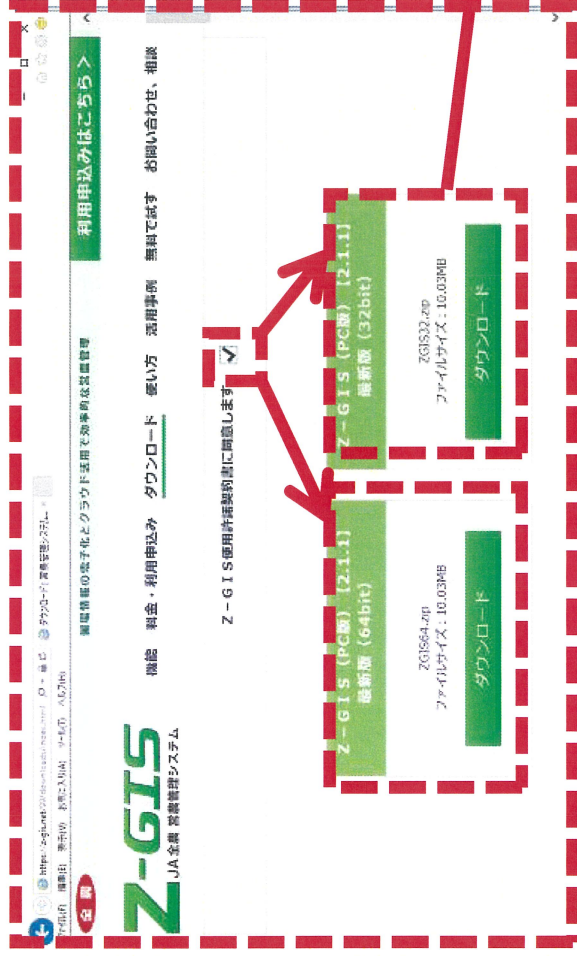 ダウンロード | 営農管理システム...
ファイル(F) 編集(E) 表示(V) お気に入り(A) ツール(T) ヘルプ(H)
全農
圃場情報の電子化とクラウド活用で効率的な営農管理
利用申込みはこちら >
Z-GIS
JA全農 営農管理システム
機能 料金・利用申込み ダウンロード 使い方 活用事例 無料で試す お問い合わせ、相談
Z-GIS使用許諾契約書に同意します
Z-GIS (PC版) [2.1.1]
最新版 (64bit)
ZGIS64.zip
ファイルサイズ:10.03MB
ダウンロード
Z-GIS (PC版) [2.1.1]
最新版 (32bit)
ZGIS32.zip
ファイルサイズ:10.03MB
ダウンロード